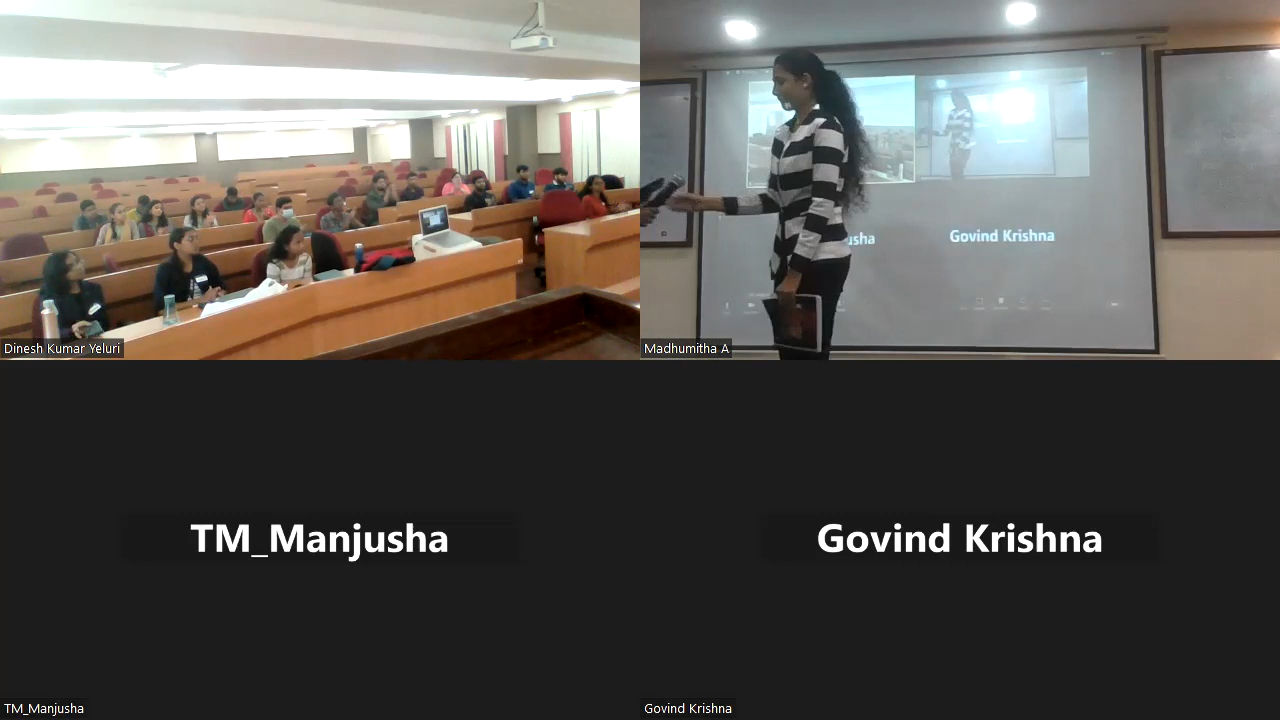 usha
Govind Krishna
Dinesh Kumar Yeluri
Madhumitha A
TM_Manjusha
Govind Krishna
TM_Manjusha
Govind Krishna